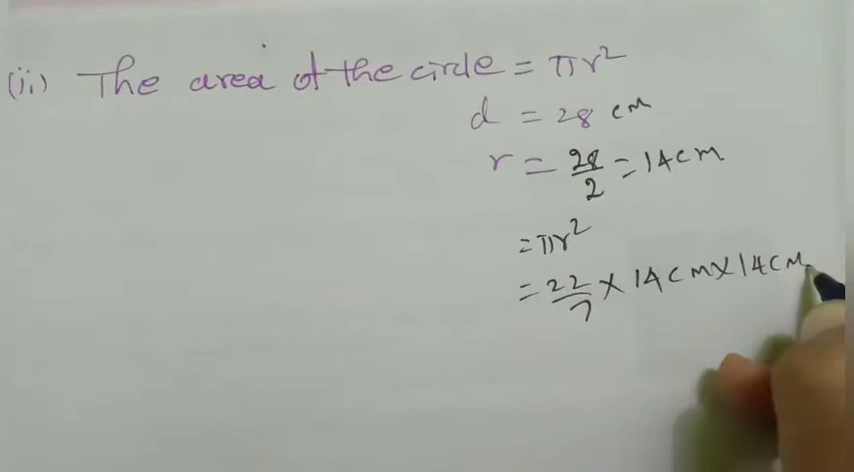 (ii) The area of the circle = πr²
d = 28 cm
r = 28/2 = 14cm
= πr²
= 22/7 × 14cm × 14cm